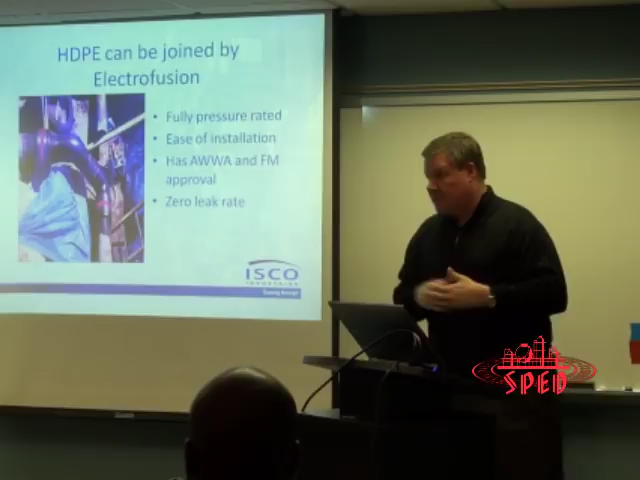 HDPE can be joined by
Electrofusion
• Fully pressure rated
• Ease of installation
• Has AWWA and FM
approval
• Zero leak rate
ISCO
INDUSTRIES
SPED